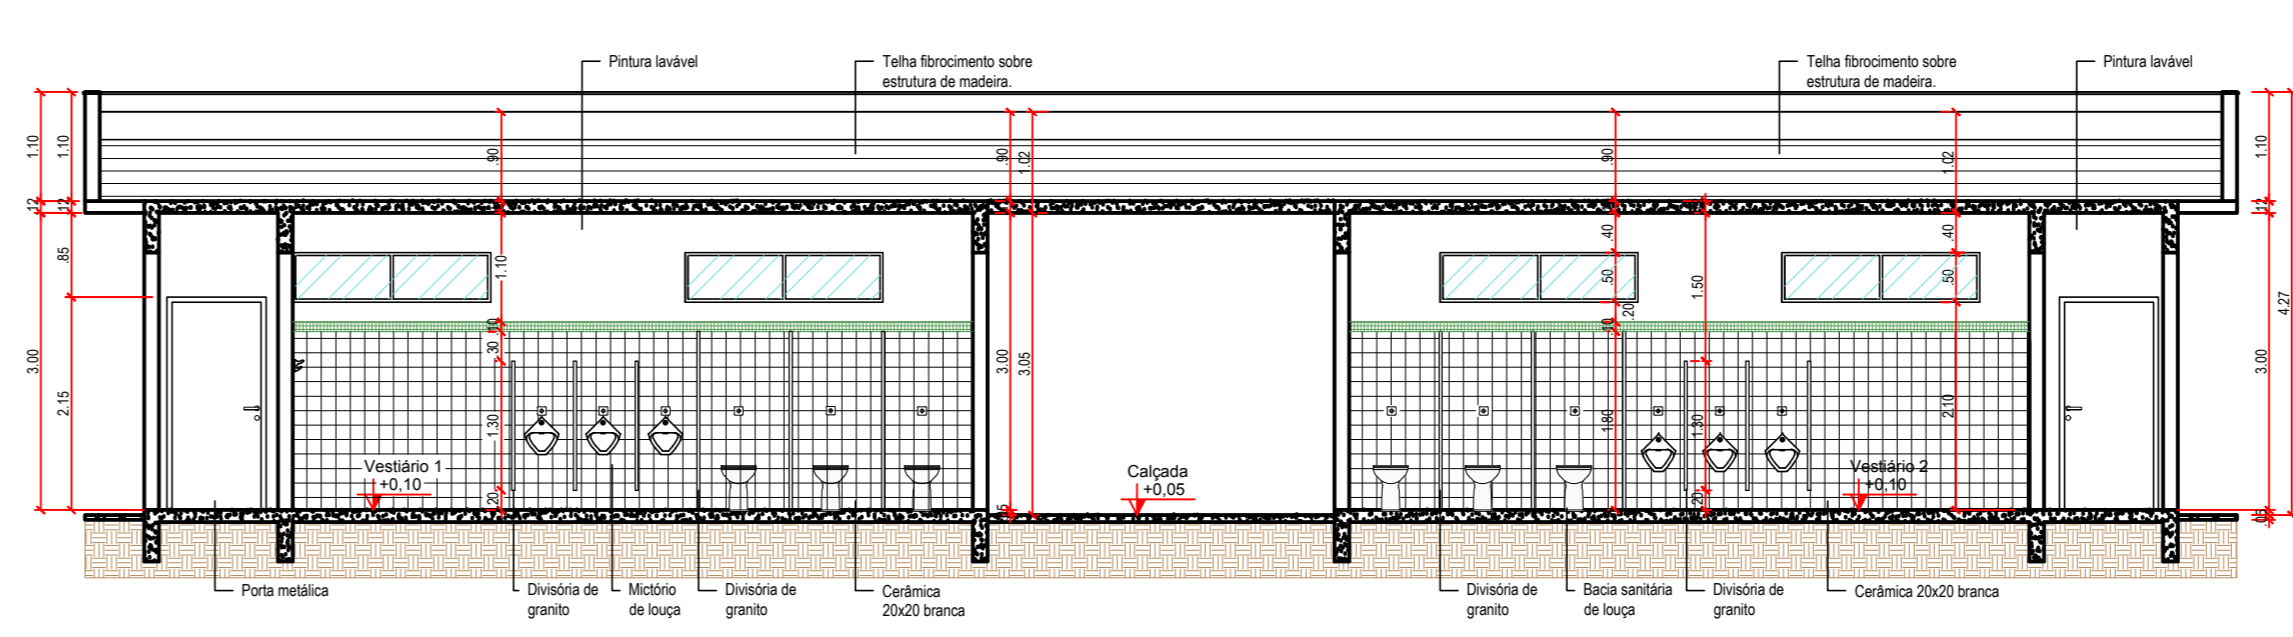 Pintura lavável
Telha fibrocimento sobre
estrutura de madeira.
Telha fibrocimento sobre
estrutura de madeira.
Pintura lavável
1.10
1.10
.90
.90
1.02
.90
1.02
1.10
12
12
12
.85
1.10
.40
.40
.50
.50
1.50
.20
4.27
.10
.10
.30
3.00
2.15
3.00
3.05
3.00
1.30
1.80
1.30
2.10
Vestiário 1
+0,10
Calçada
+0,05
Vestiário 2
+0,10
.20
.05
.20
.05
Porta metálica
Divisória de
granito
Mictório
de louça
Divisória de
granito
Cerâmica
20x20 branca
Divisória de
granito
Bacia sanitária
de louça
Divisória de
granito
Cerâmica 20x20 branca